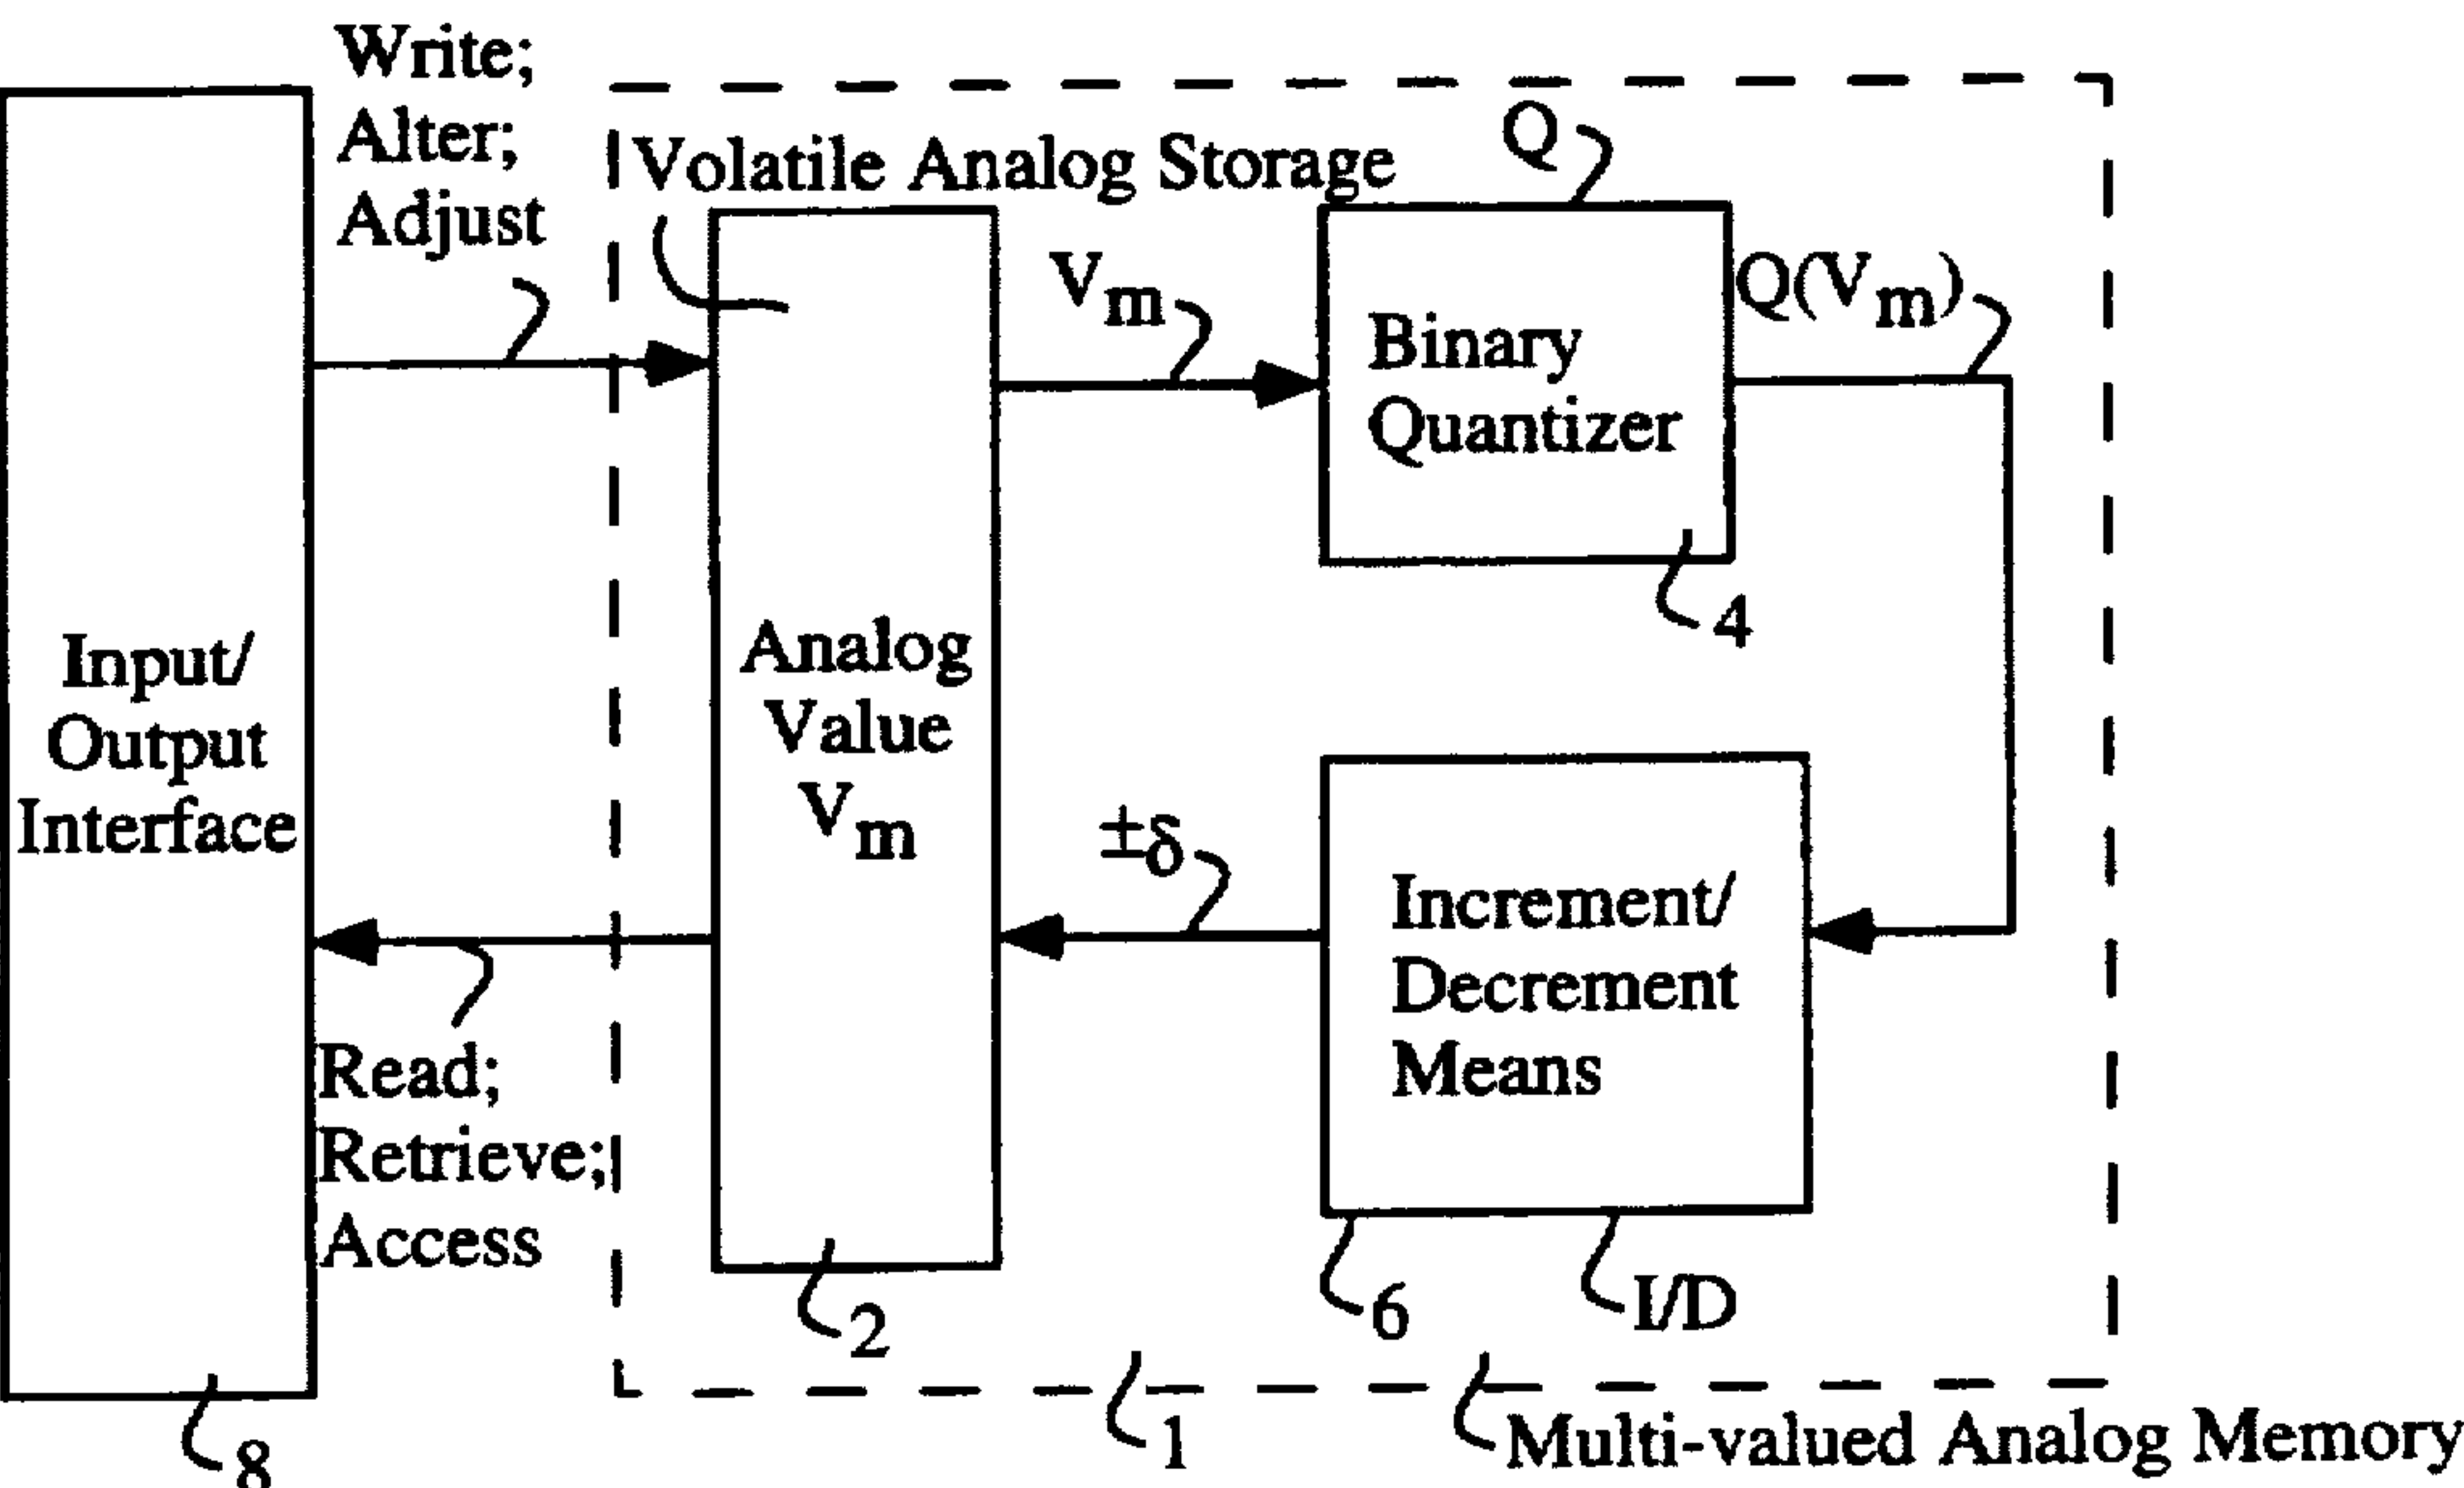 Write;
Alter;
Adjust
Volatile Analog Storage
Q
Vm
Q(Vm)
Binary
Quantizer
4
Input/
Output
Interface
Analog
Value
Vm
±δ
Increment/
Decrement
Means
Read;
Retrieve;
Access
2
6
I/D
1
Multi-valued Analog Memory
8